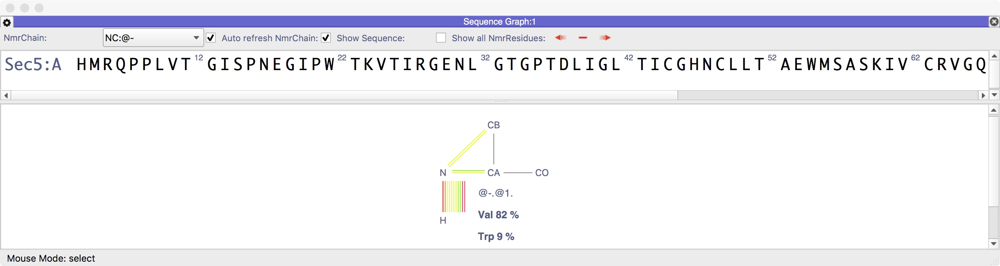 Sequence Graph:1
NmrChain: NC:@- Auto refresh NmrChain: Show Sequence: Show all NmrResidues:
Sec5:A HMRQPPLVT 12 GISPNEGIPW 22 TKVTIRGENL 32 GTGPTDLIGL 42 TICGHNCLLT 52 AEWMSASKIV 62 CRVGQ
CB
N CA CO
@-.@1.
Val 82 %
H
Trp 9 %
Mouse Mode: select